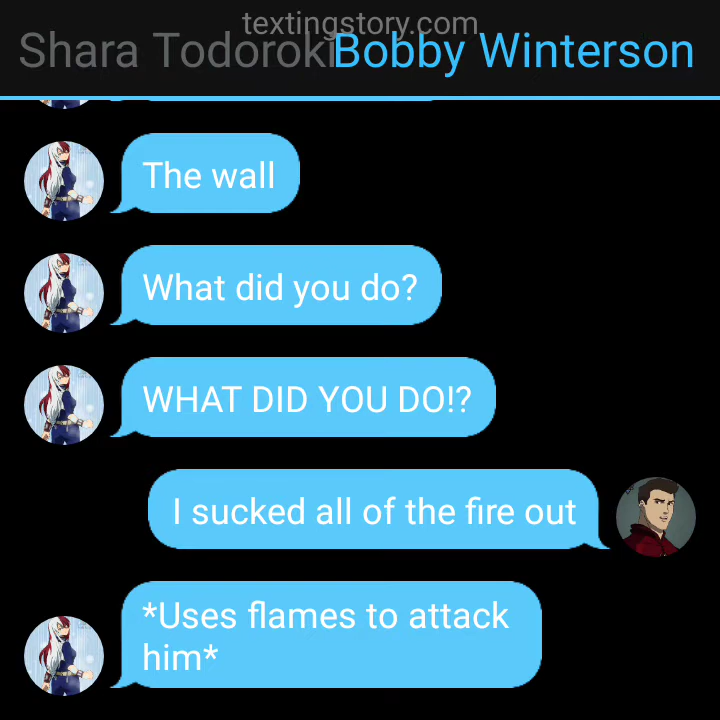 textingstory.com
Shara Todoroki Bobby Winterson
The wall
What did you do?
WHAT DID YOU DO!?
I sucked all of the fire out
*Uses flames to attack
him*